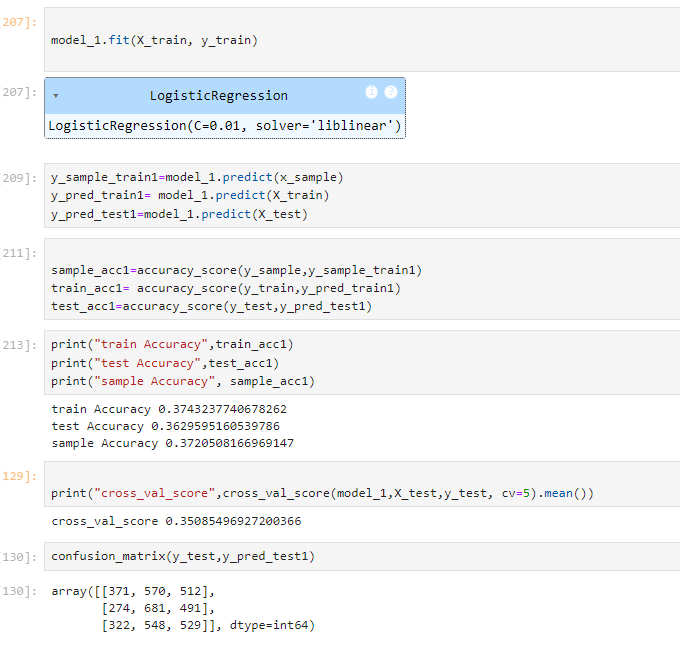 207]:
model_1.fit(X_train, y_train)
207]:
▾ LogisticRegression i ?
LogisticRegression(C=0.01, solver='liblinear')
209]:
y_sample_train1=model_1.predict(x_sample)
y_pred_train1= model_1.predict(X_train)
y_pred_test1=model_1.predict(X_test)
211]:
sample_acc1=accuracy_score(y_sample,y_sample_train1)
train_acc1= accuracy_score(y_train,y_pred_train1)
test_acc1=accuracy_score(y_test,y_pred_test1)
213]:
print("train Accuracy",train_acc1)
print("test Accuracy",test_acc1)
print("sample Accuracy", sample_acc1)
train Accuracy 0.3743237740678262
test Accuracy 0.3629595160539786
sample Accuracy 0.3720508166969147
129]:
print("cross_val_score",cross_val_score(model_1,X_test,y_test, cv=5).mean())
cross_val_score 0.35085496927200366
130]:
confusion_matrix(y_test,y_pred_test1)
130]:
array([[371, 570, 512],
[274, 681, 491],
[322, 548, 529]], dtype=int64)